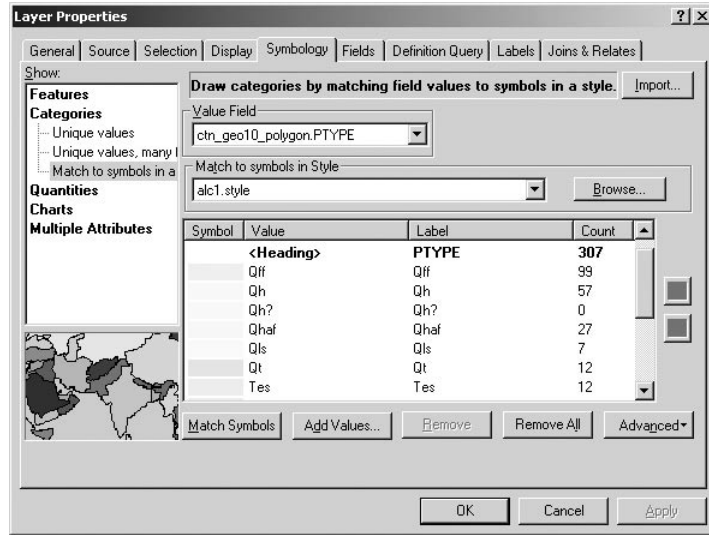 Layer Properties
General Source Selection Display Symbology Fields Definition Query Labels Joins & Relates
Show:
Features
Categories
Unique values
Unique values, many
Match to symbols in a
Quantities
Charts
Multiple Attributes
Draw categories by matching field values to symbols in a style.
Import...
Value Field
ctn_geo10_polygon.PTYPE
Match to symbols in Style
alc1.style
Browse...
Symbol Value Label Count
<Heading> PTYPE 307
Qff Qff 99
Qh Qh 57
Qh? Qh? 0
Qhaf Qhaf 27
Qls Qls 7
Qt Qt 12
Tes Tes 12
Match Symbols Add Values... Remove Remove All Advanced
OK Cancel Apply